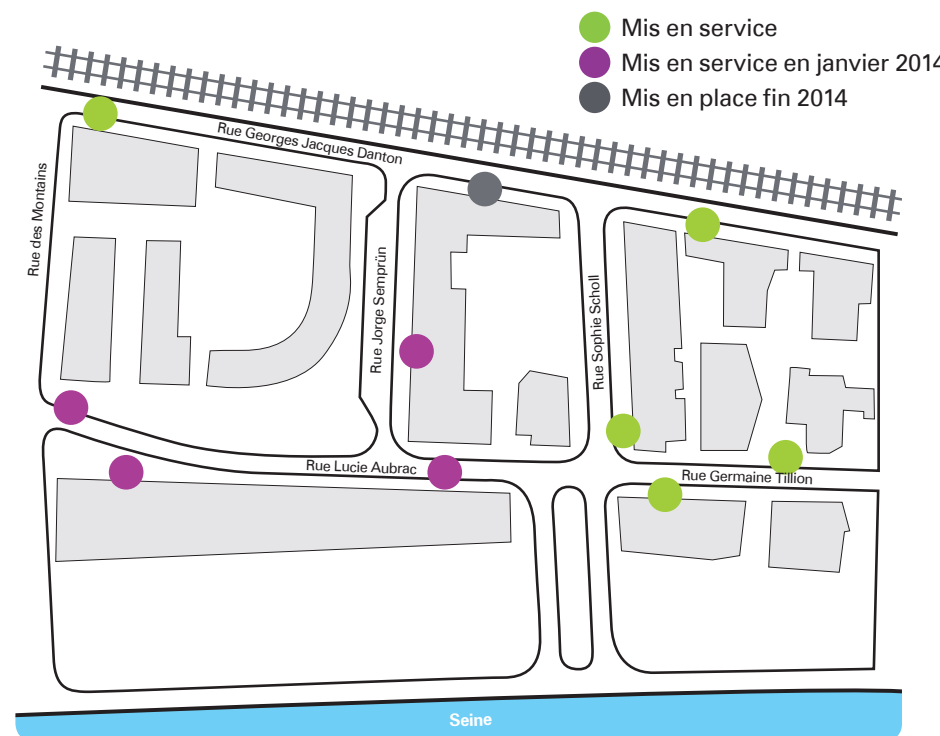 Mis en service
Mis en service en janvier 2014
Mis en place fin 2014
Rue Georges Jacques Danton
Rue des Montains
Rue Jorge Semprün
Rue Sophie Scholl
Rue Lucie Aubrac
Rue Germaine Tillion
Seine